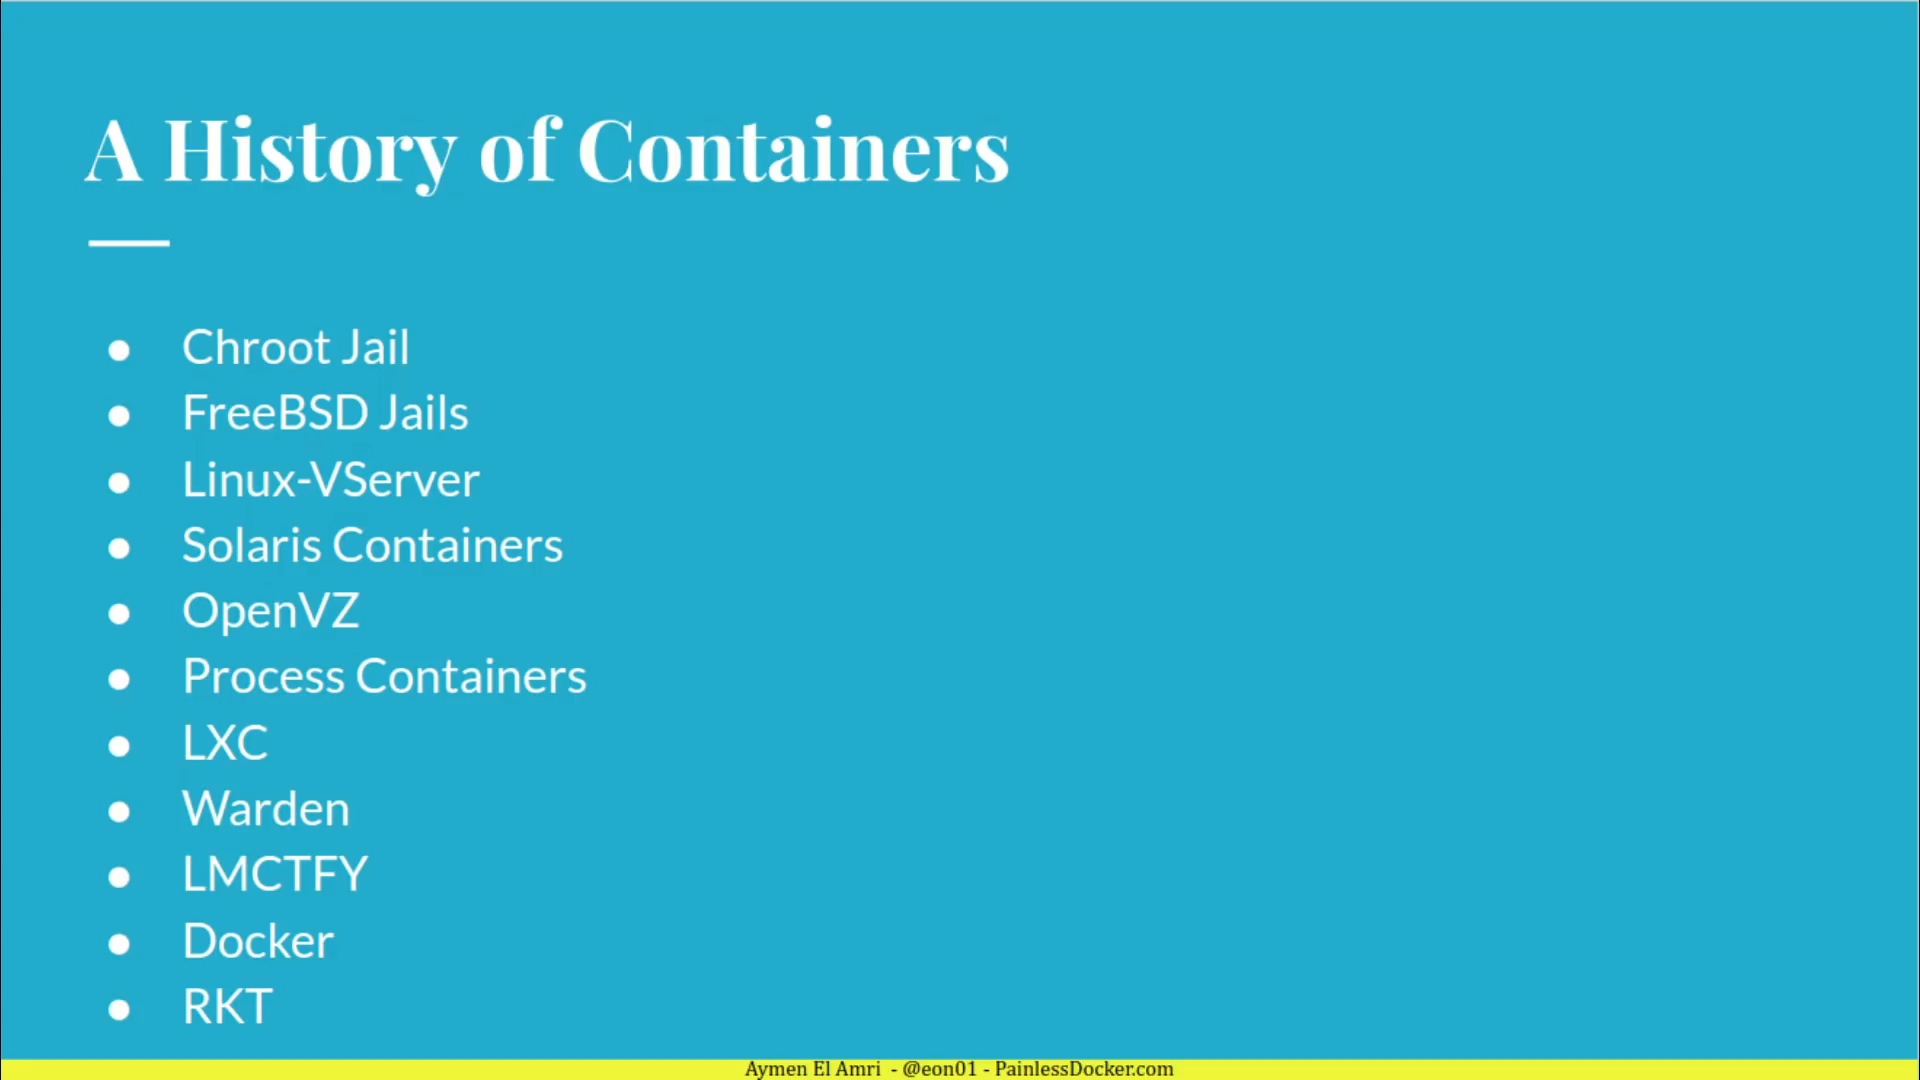 A History of Containers
● Chroot Jail
● FreeBSD Jails
● Linux-VServer
● Solaris Containers
● OpenVZ
● Process Containers
● LXC
● Warden
● LMCTFY
● Docker
● RKT
Aymen El Amri - @eon01 - PainlessDocker.com